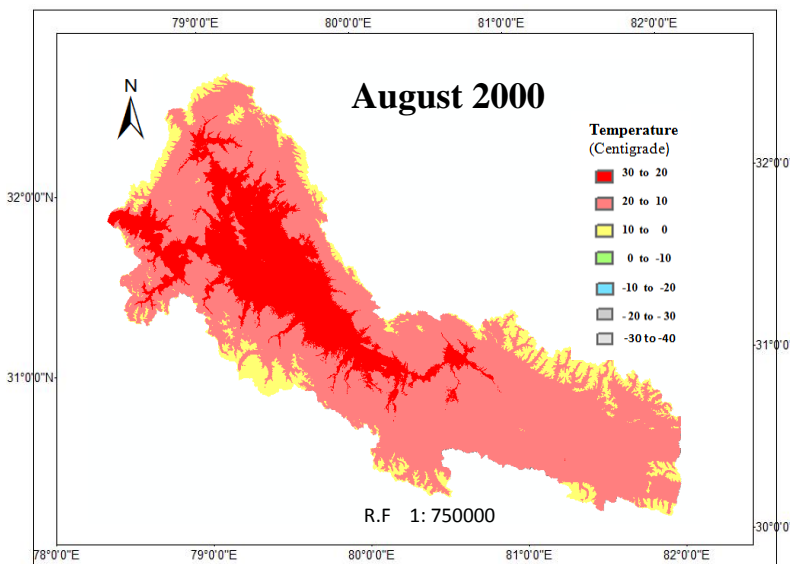 79°0'0"E 80°0'0"E 81°0'0"E 82°0'0"E
N
August 2000
Temperature
(Centigrade)
30 to 20
20 to 10
10 to 0
0 to -10
-10 to -20
-20 to -30
-30 to -40
32°0'0"N
32°0'0"
31°0'0"N
31°0'0"
30°0'0"
R.F 1: 750000
78°0'0"E 79°0'0"E 80°0'0"E 81°0'0"E 82°0'0"E